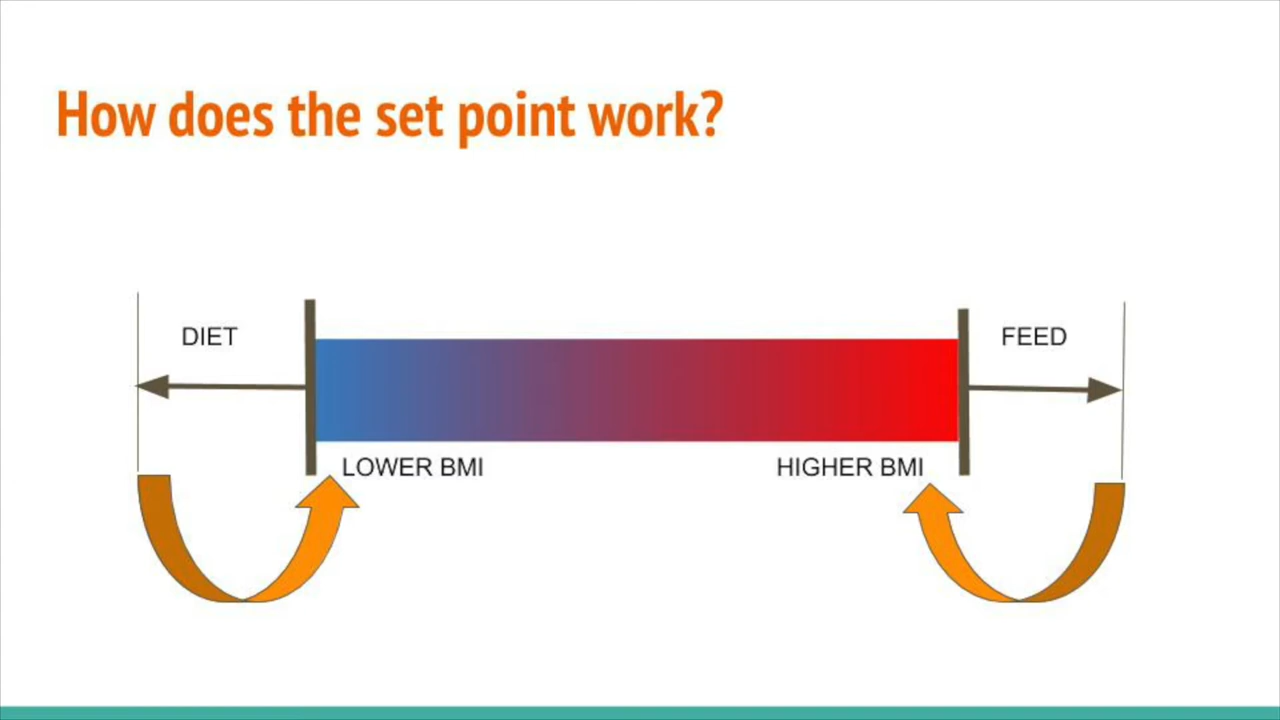 How does the set point work?
DIET
FEED
LOWER BMI
HIGHER BMI